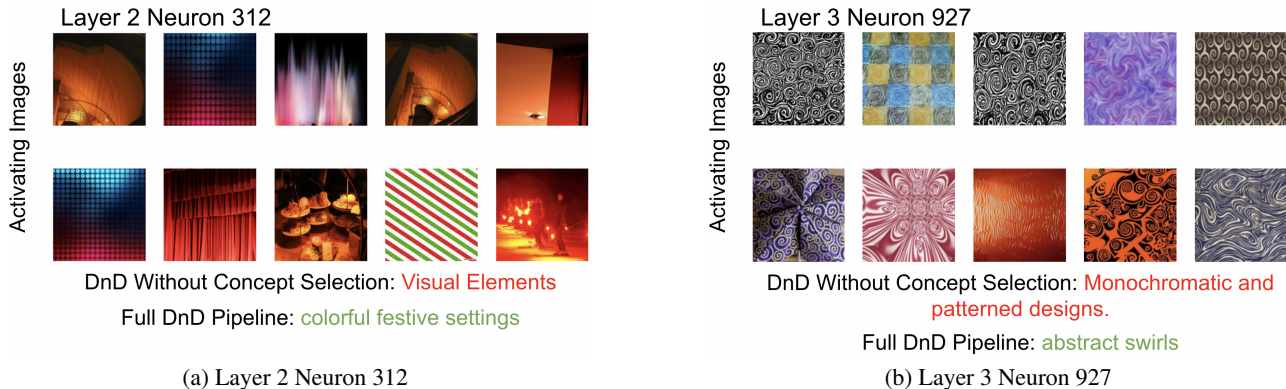 Layer 2 Neuron 312
Activating Images
DnD Without Concept Selection: Visual Elements
Full DnD Pipeline: colorful festive settings
(a) Layer 2 Neuron 312
Layer 3 Neuron 927
Activating Images
DnD Without Concept Selection: Monochromatic and
patterned designs.
Full DnD Pipeline: abstract swirls
(b) Layer 3 Neuron 927